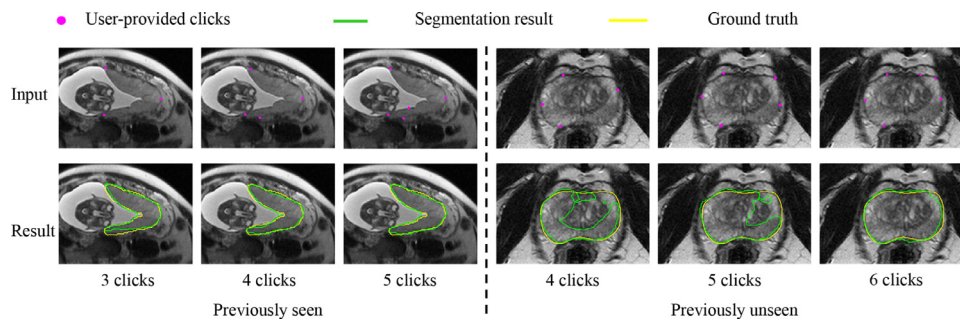 User-provided clicks Segmentation result Ground truth
Input
Result
3 clicks 4 clicks 5 clicks 4 clicks 5 clicks 6 clicks
Previously seen Previously unseen